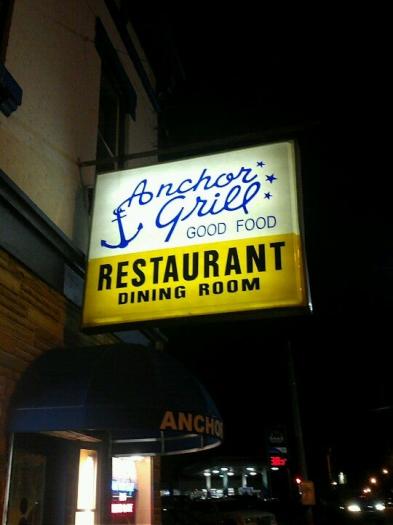 Anchor
Grill
GOOD FOOD
RESTAURANT
DINING ROOM
ANCHO